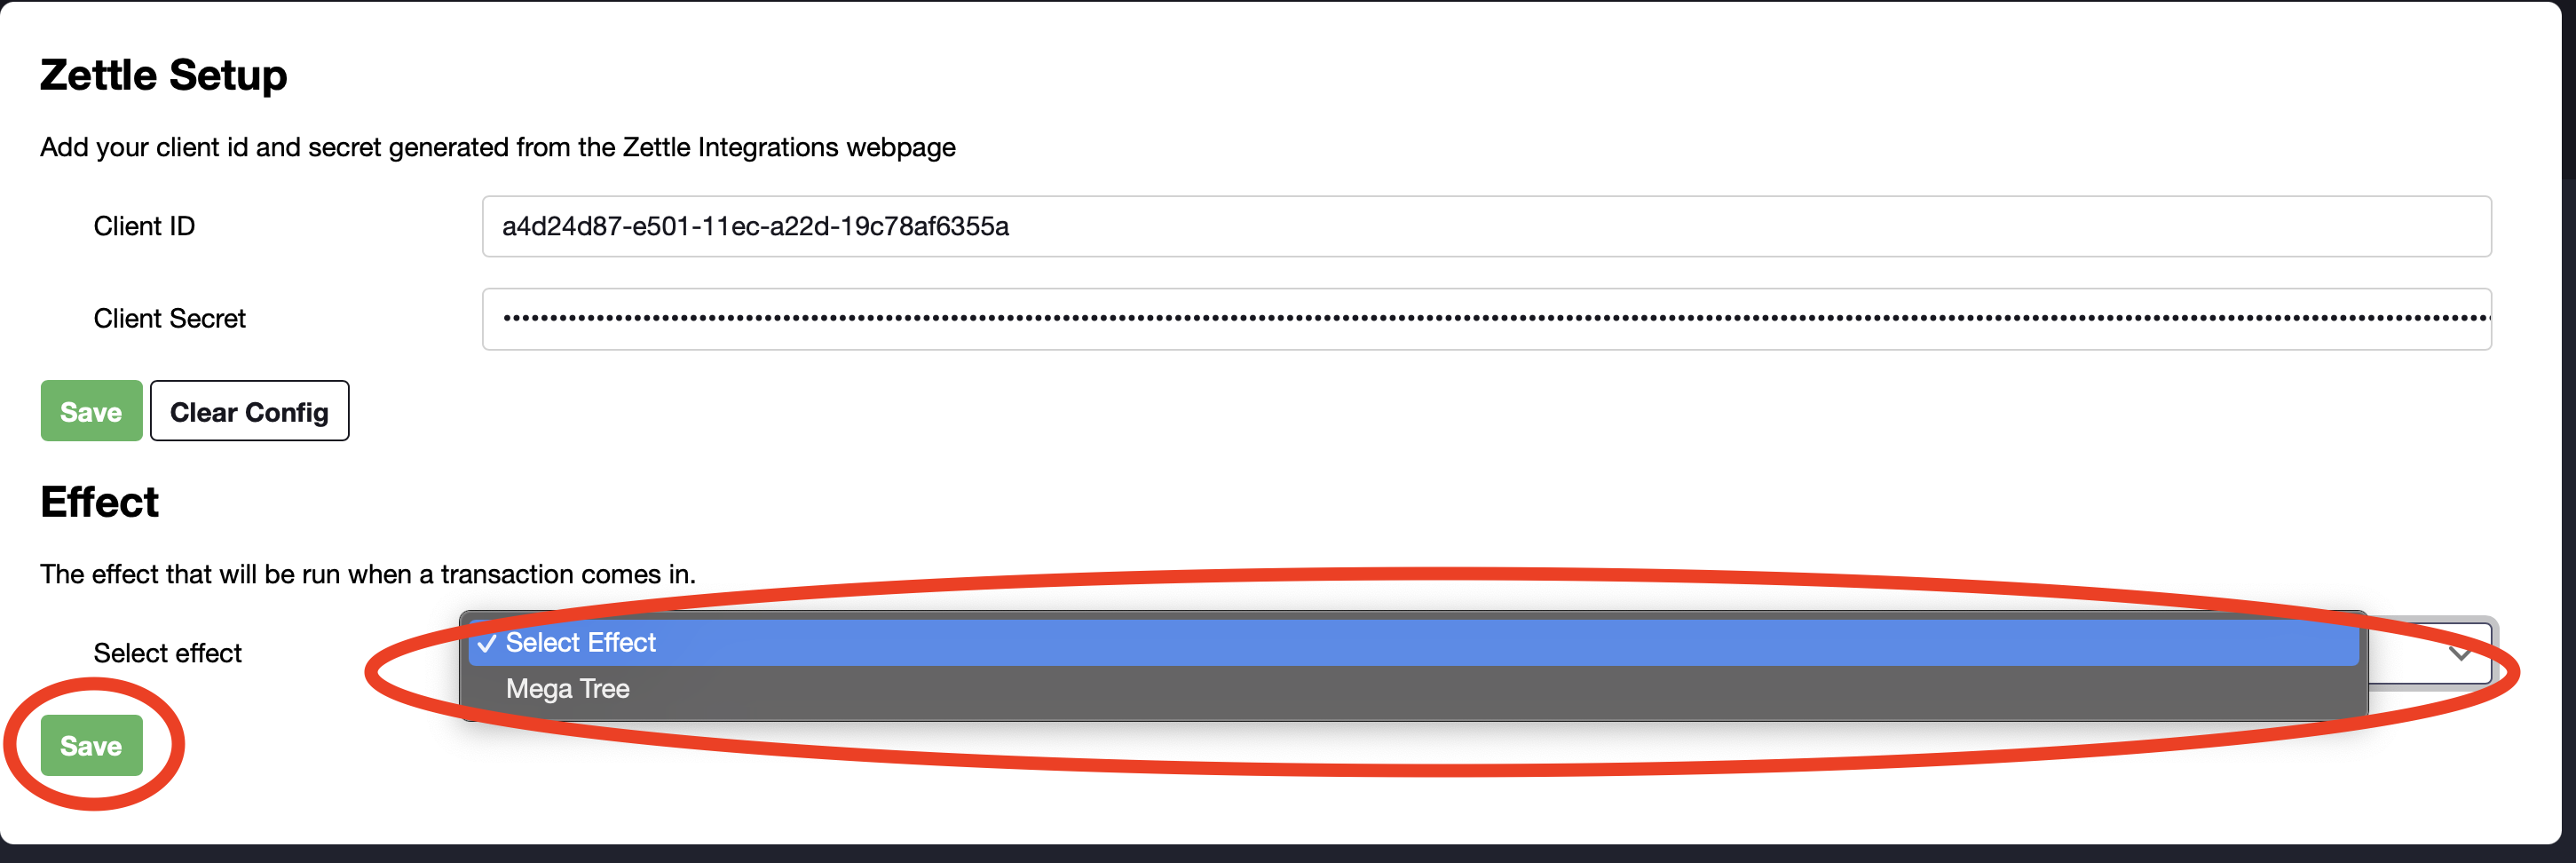 Zettle Setup
Add your client id and secret generated from the Zettle Integrations webpage
Client ID a4d24d87-e501-11ec-a22d-19c78af6355a
Client Secret
Save Clear Config
Effect
The effect that will be run when a transaction comes in.
Select effect ✓ Select Effect
Mega Tree
Save